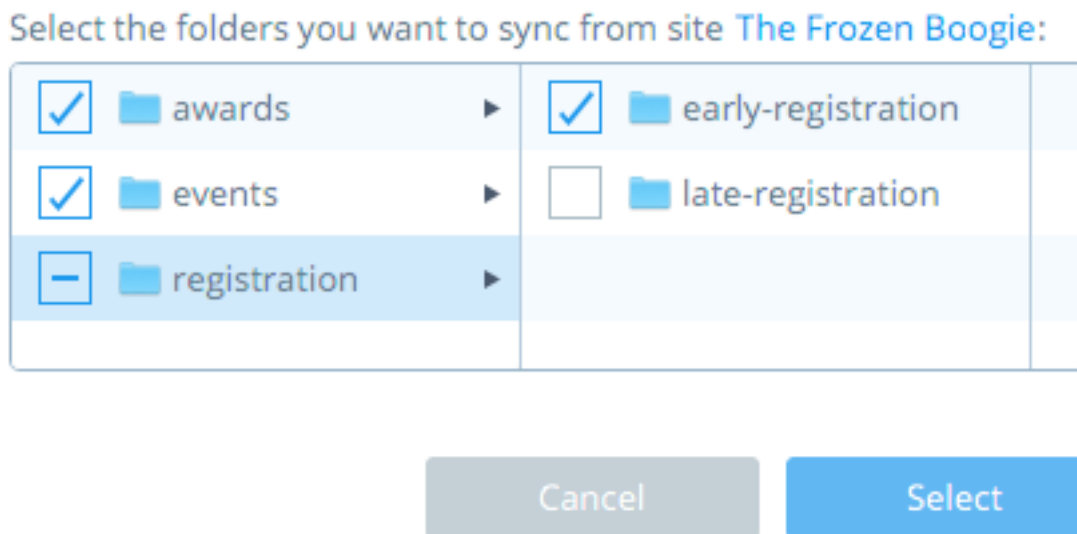 Select the folders you want to sync from site The Frozen Boogie:
awards
early-registration
events
late-registration
registration
Cancel
Select